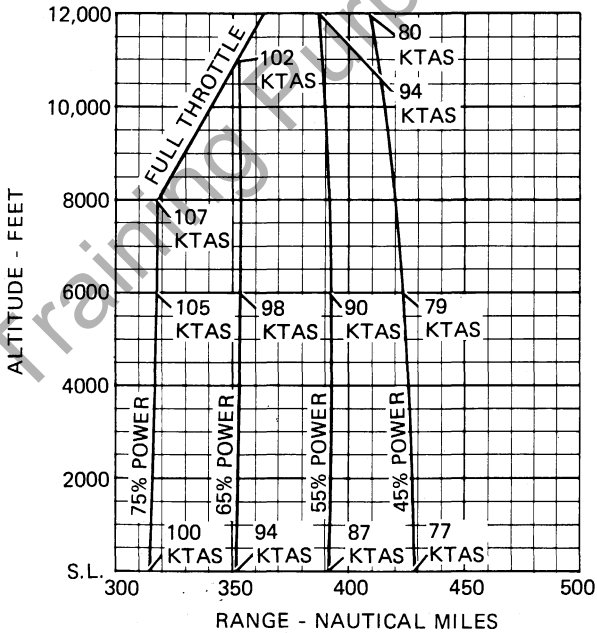 12,000
10,000
8000
6000
4000
2000
S.L.
ALTITUDE - FEET
FULL THROTTLE
102
KTAS
80
KTAS
94
KTAS
107
KTAS
105
KTAS
98
KTAS
90
KTAS
79
KTAS
75% POWER
65% POWER
55% POWER
45% POWER
100
KTAS
94
KTAS
87
KTAS
77
KTAS
300
350
400
450
500
RANGE - NAUTICAL MILES
Training